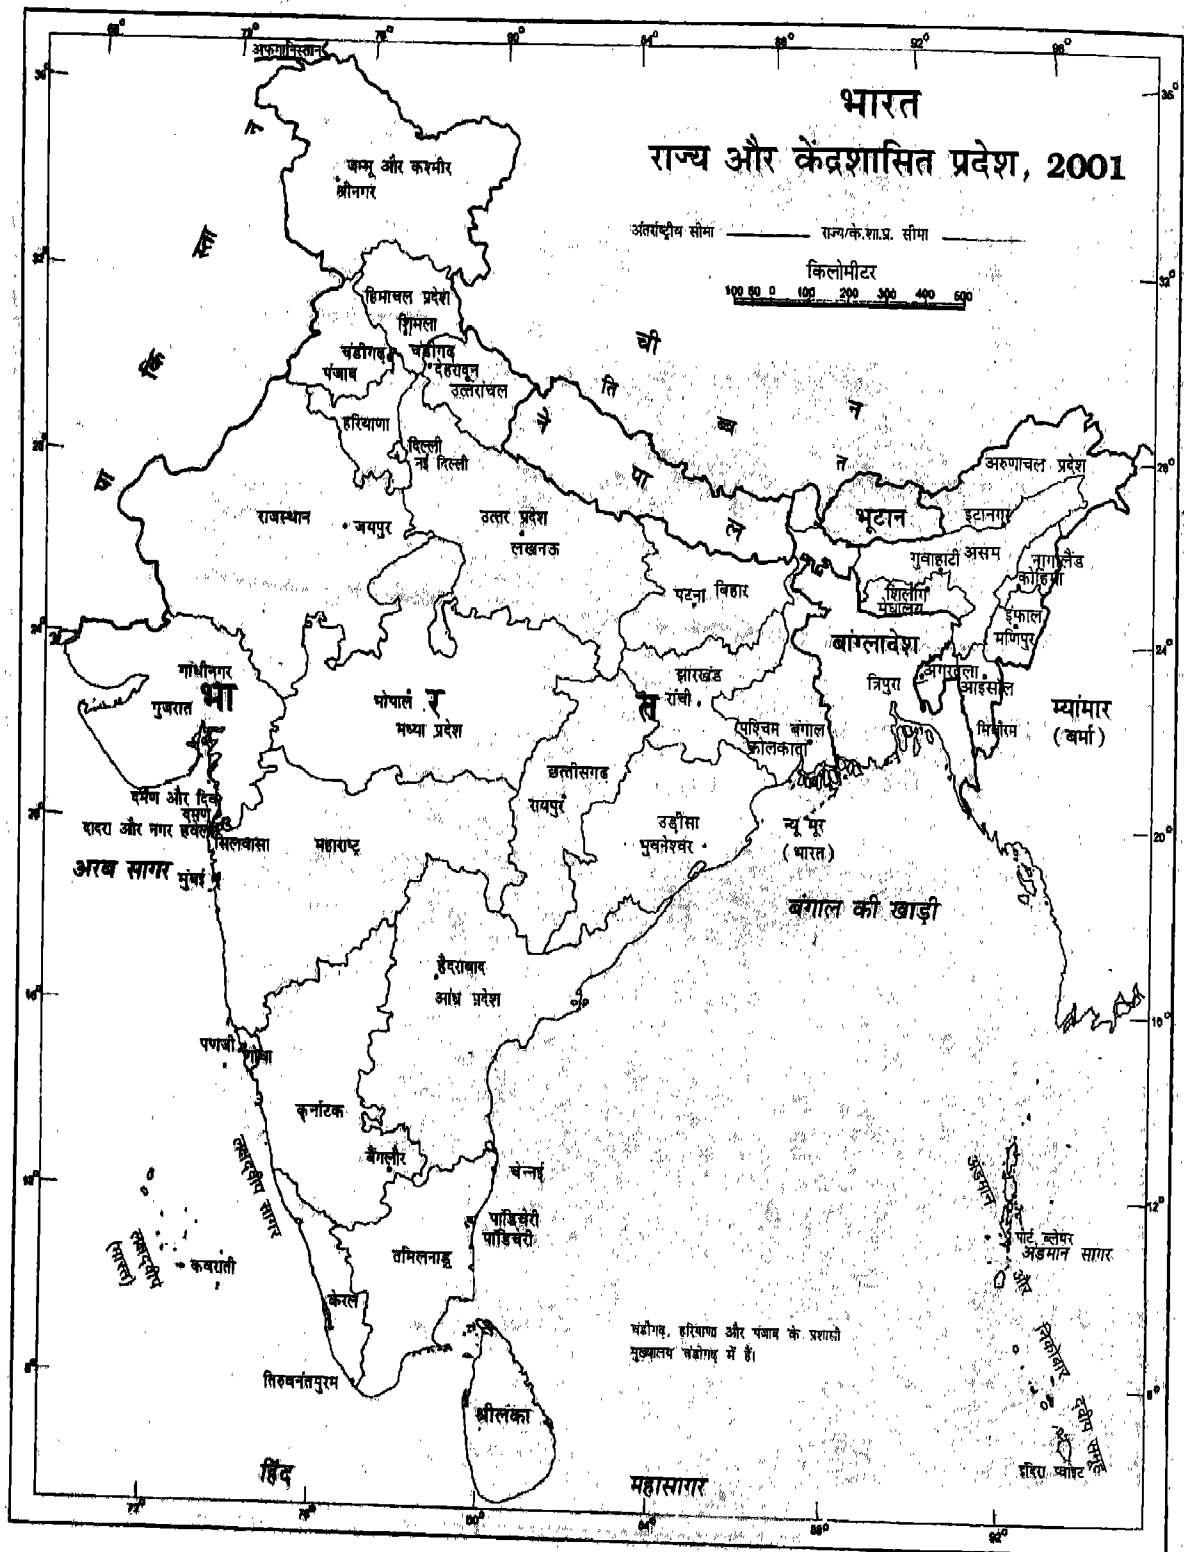 अफगानिस्तान
भारत
राज्य और केंद्रशासित प्रदेश, 2001
अंतर्राष्ट्रीय सीमा
राज्य/के.शा.प्र. सीमा
किलोमीटर
100 50 0 100 200 300 400 500
जम्मू और कश्मीर
श्रीनगर
पा कि स्ता न
हिमाचल प्रदेश
शिमला
चंडीगढ़
चंडीगढ़
पंजाब
देहरादून
उत्तरांचल
ची न
ति ब्ब त
ने पा ल
हरियाणा
दिल्ली
नई दिल्ली
अरुणाचल प्रदेश
राजस्थान
जयपुर
उत्तर प्रदेश
लखनऊ
भूटान
इटानगर
गुवाहाटी असम
नागालैंड
कोहिमा
पटना बिहार
शिलौंग
मेघालय
इंफाल
मणिपुर
बांग्लादेश
गांधीनगर
गुजरात
भा र त
भोपाल
मध्या प्रदेश
झारखंड
रांची
त्रिपुरा
अगरतला
आईसोल
मिजोरम
म्यांमार
(बर्मा)
पश्चिम बंगाल
कोलकाता
छत्तीसगढ़
रायपुर
दमण और दिव
दमण
दादरा और नगर हवेली
सिलवासा
महाराष्ट्र
उड़ीसा
भुवनेश्वर
न्यू मूर
(भारत)
अरब सागर
मुंबई
बंगाल की खाड़ी
हैदराबाद
आंध्र प्रदेश
पणजी
गोवा
कर्नाटक
बैंगलौर
चेन्नई
लक्षद्वीप सागर
पांडिचेरी
पांडिचेरी
लक्षद्वीप
(भारत)
कवरांती
तमिलनाडू
केरल
अंडमान
पोर्ट ब्लेयर
अंडमान सागर
और
निकोबार
द्वीप समूह
इंदिरा प्वाइंट
चंडीगढ़, हरियाणा और पंजाब के प्रशासी
मुख्यालय चंडीगढ़ में हैं।
तिरुवनंतपुरम
श्रीलंका
हिंद
महासागर